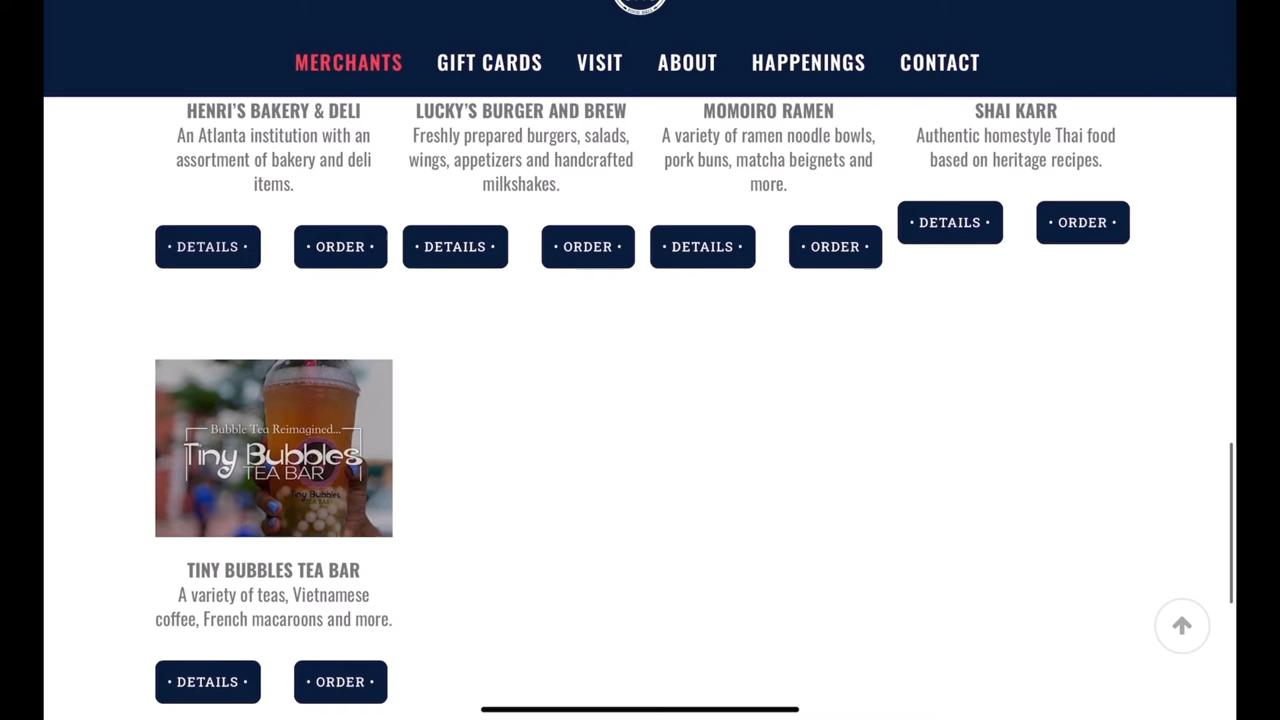 MERCHANTS GIFT CARDS VISIT ABOUT HAPPENINGS CONTACT
HENRI'S BAKERY & DELI
An Atlanta institution with an
assortment of bakery and deli
items.
• DETAILS • • ORDER •
LUCKY'S BURGER AND BREW
Freshly prepared burgers, salads,
wings, appetizers and handcrafted
milkshakes.
• DETAILS • • ORDER •
MOMOIRO RAMEN
A variety of ramen noodle bowls,
pork buns, matcha beignets and
more.
• DETAILS • • ORDER •
SHAI KARR
Authentic homestyle Thai food
based on heritage recipes.
• DETAILS • • ORDER •
Bubble Tea Reimagined...
Tiny Bubbles
TEA BAR
Tiny Bubbles
TEA BAR
TINY BUBBLES TEA BAR
A variety of teas, Vietnamese
coffee, French macaroons and more.
• DETAILS • • ORDER •